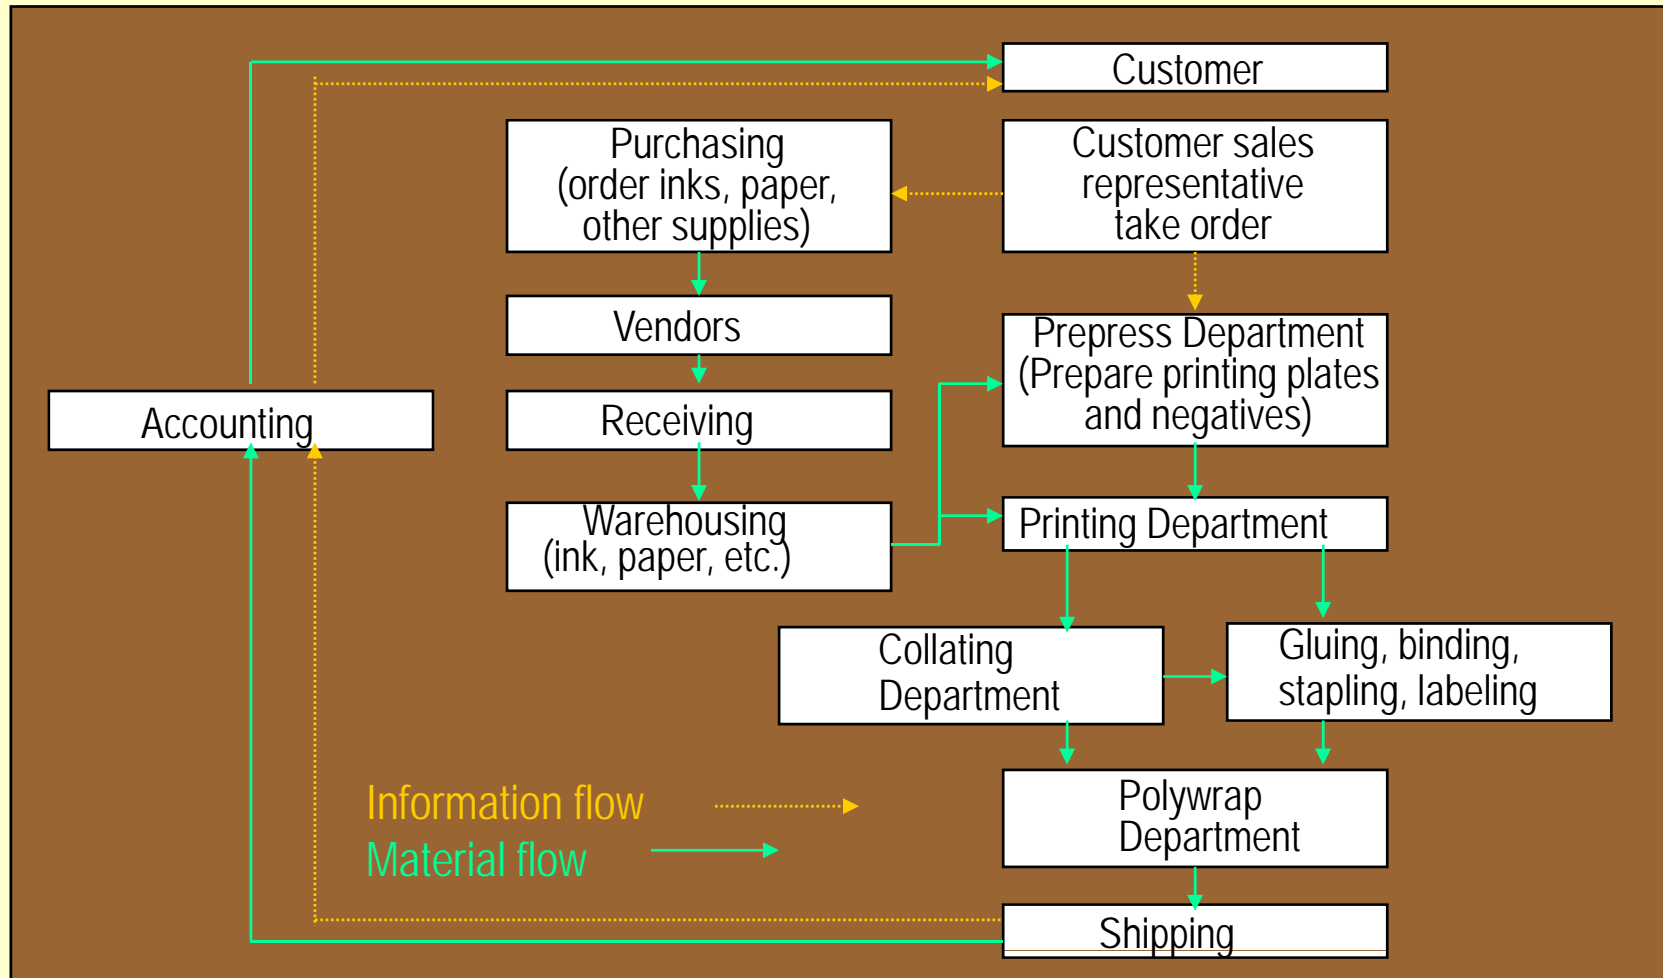 Customer
Purchasing
(order inks, paper,
other supplies)
Customer sales
representative
take order
Vendors
Prepress Department
(Prepare printing plates
and negatives)
Accounting
Receiving
Warehousing
(ink, paper, etc.)
Printing Department
Collating
Department
Gluing, binding,
stapling, labeling
Information flow
Material flow
Polywrap
Department
Shipping